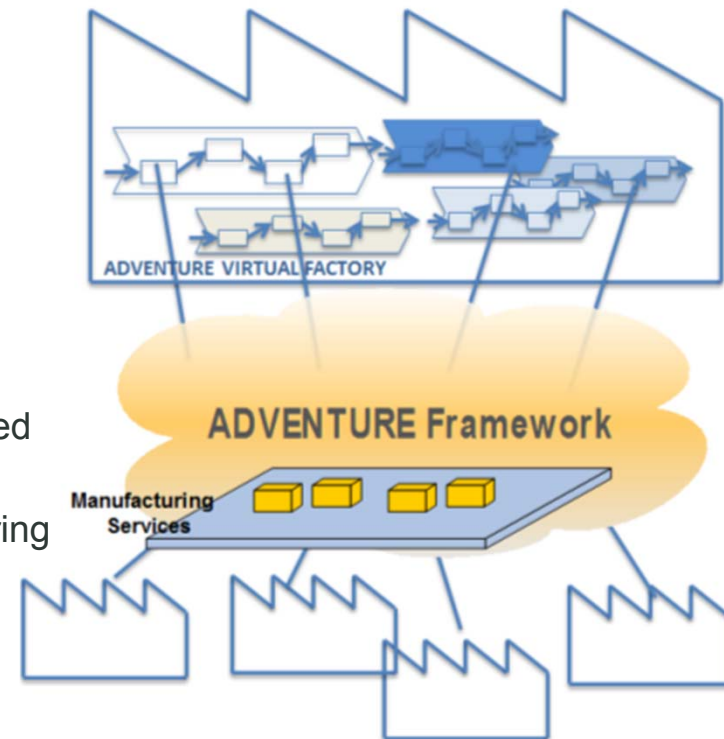 ADVENTURE VIRTUAL FACTORY
ADVENTURE Framework
ed
Manufacturing
Services
ing